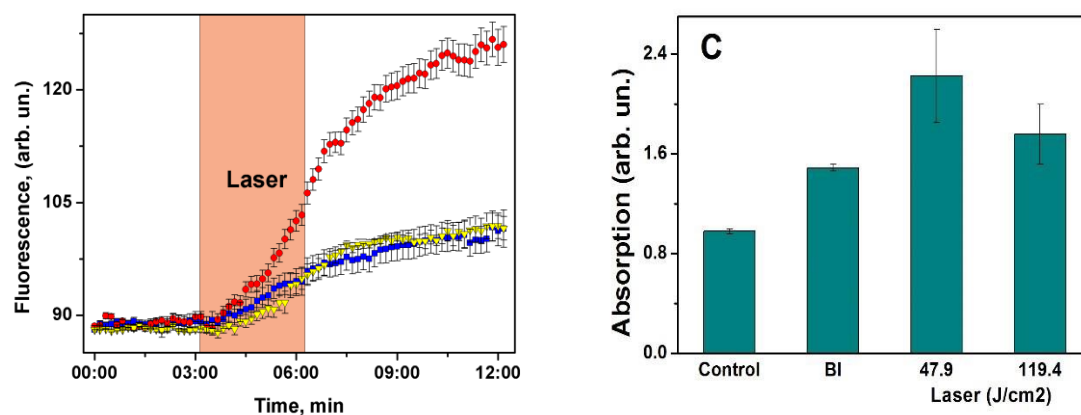 Fluorescence, (arb. un.)
120
105
90
Laser
00:00 03:00 06:00 09:00 12:00
Time, min
C
Absorption (arb. un.)
2.4
1.6
0.8
0.0
Control BI 47.9 119.4
Laser (J/cm2)